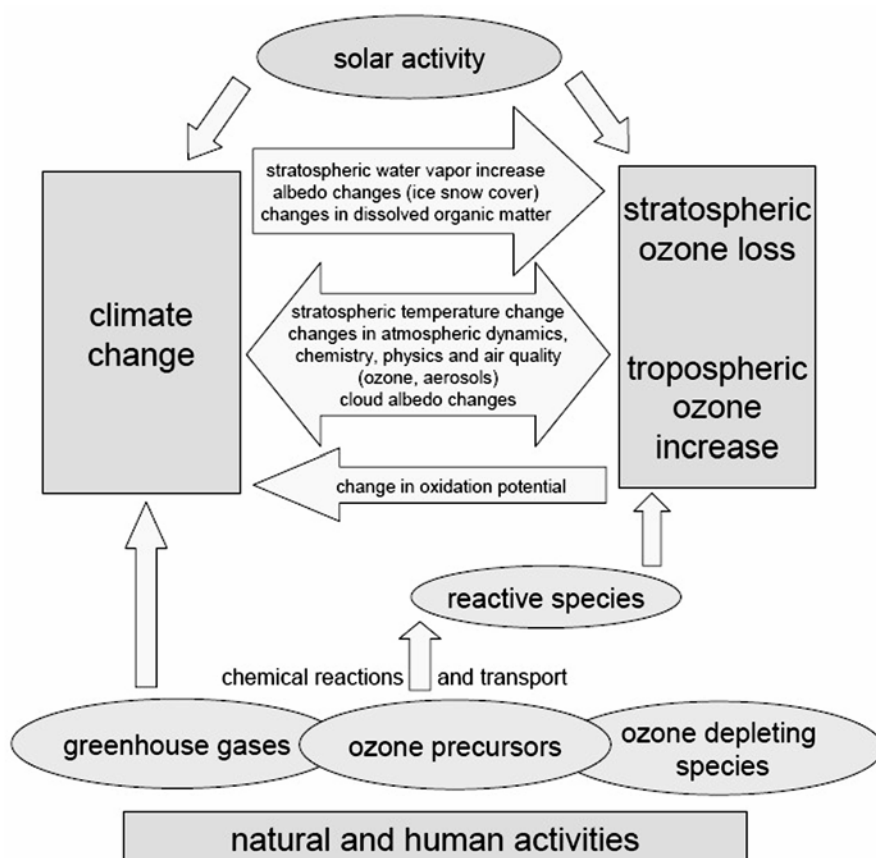 solar activity
stratospheric water vapor increase
albedo changes (ice snow cover)
changes in dissolved organic matter
climate
change
stratospheric
ozone loss
tropospheric
ozone
increase
stratospheric temperature change
changes in atmospheric dynamics,
chemistry, physics and air quality
(ozone, aerosols)
cloud albedo changes
change in oxidation potential
reactive species
chemical reactions and transport
greenhouse gases
ozone precursors
ozone depleting
species
natural and human activities